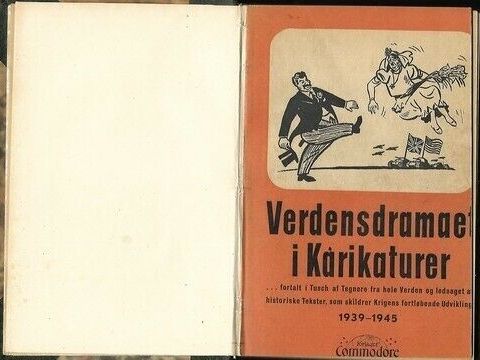 Verdensdramaet
i Karikaturer
... fortalt i Tusch af Tegnere fra hele Verden og ledsaget a
historiske Tekster, som skildrer Krigens fortløbende Udvikling
1939-1945
Forlaget
Commodore